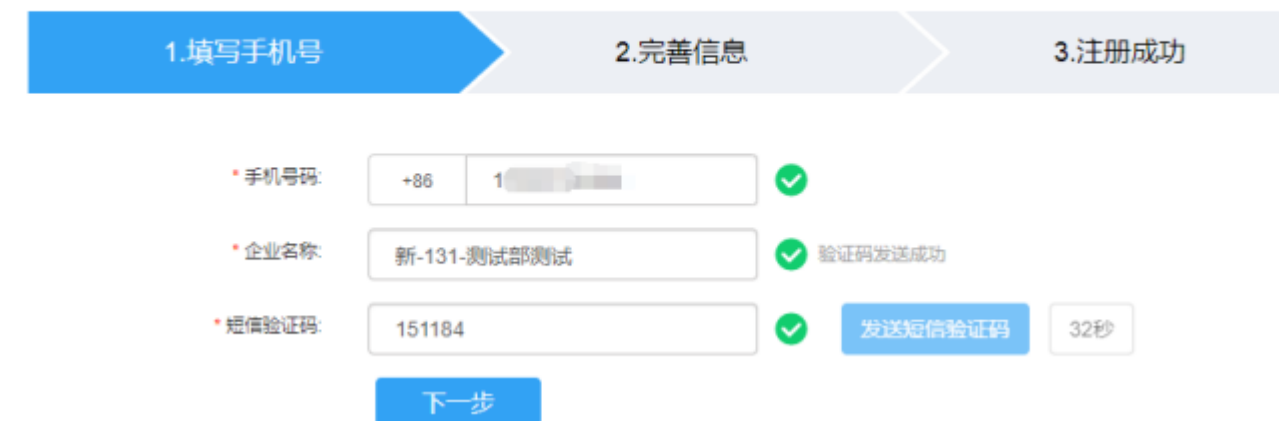 1.填写手机号 2.完善信息 3.注册成功
* 手机号码: +86 1
* 企业名称: 新-131-测试部测试 验证码发送成功
* 短信验证码: 151184 发送短信验证码 32秒
下一步